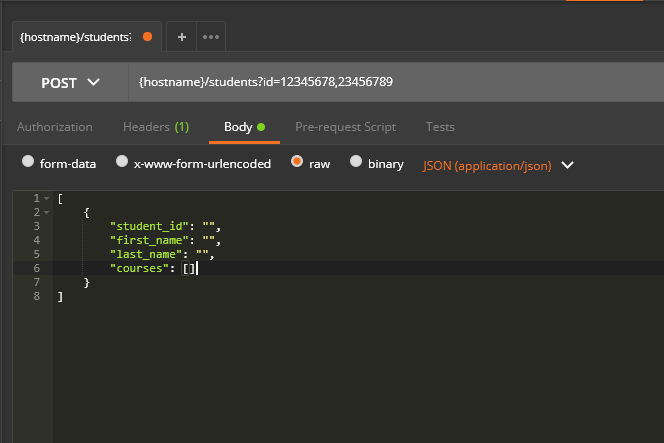 {hostname}/students? + •••
POST {hostname}/students?id=12345678,23456789
Authorization Headers (1) Body Pre-request Script Tests
form-data x-www-form-urlencoded raw binary JSON (application/json)
1 [
2 {
3 "student_id": "",
4 "first_name": "",
5 "last_name": "",
6 "courses": []
7 }
8 ]